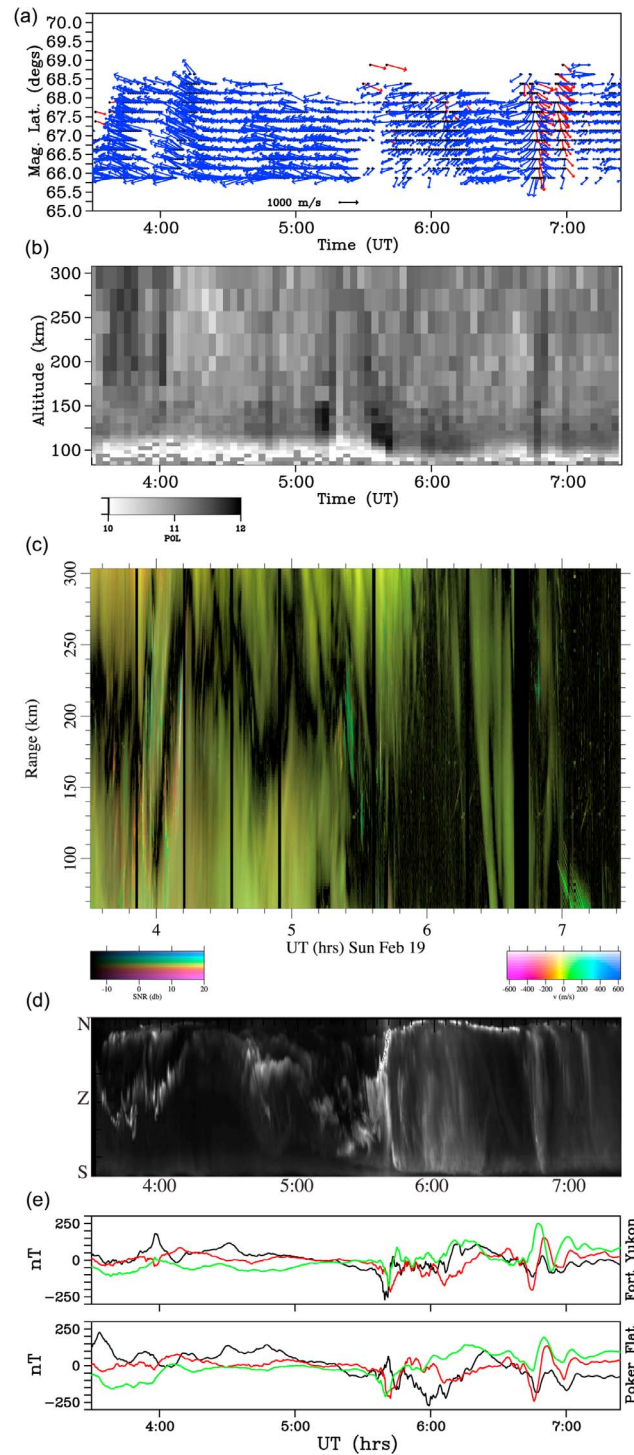 (a)
70.0
69.5
69.0
68.5
68.0
67.5
67.0
66.5
66.0
65.5
65.0
Mag. Lat. (degs)
1000 m/s
4:00 5:00 6:00 7:00
Time (UT)
(b)
300
250
200
150
100
Altitude (km)
4:00 5:00 6:00 7:00
Time (UT)
10 11 12
POL
(c)
300
250
200
150
100
Range (km)
4 5 6 7
UT (hrs) Sun Feb 19
-10 0 10 20
SNR (db)
-600 -400 -200 0 200 400 600
v (m/s)
(d)
N
Z
S
4:00 5:00 6:00 7:00
(e)
250
0
-250
nT
Fort. Yukon
4:00 5:00 6:00 7:00
250
0
-250
nT
Poker Flat.
4:00 5:00 6:00 7:00
UT (hrs)